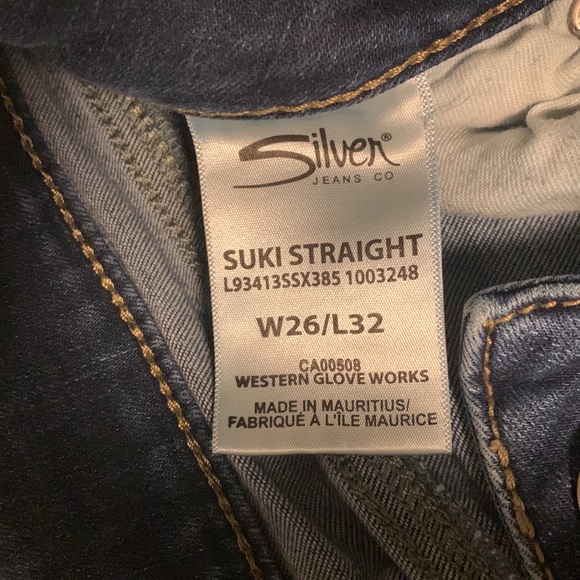 Silver®
JEANS CO
SUKI STRAIGHT
L93413SSX385 1003248
W26/L32
CA00508
WESTERN GLOVE WORKS
MADE IN MAURITIUS/
FABRIQUÉ À L'ÎLE MAURICE